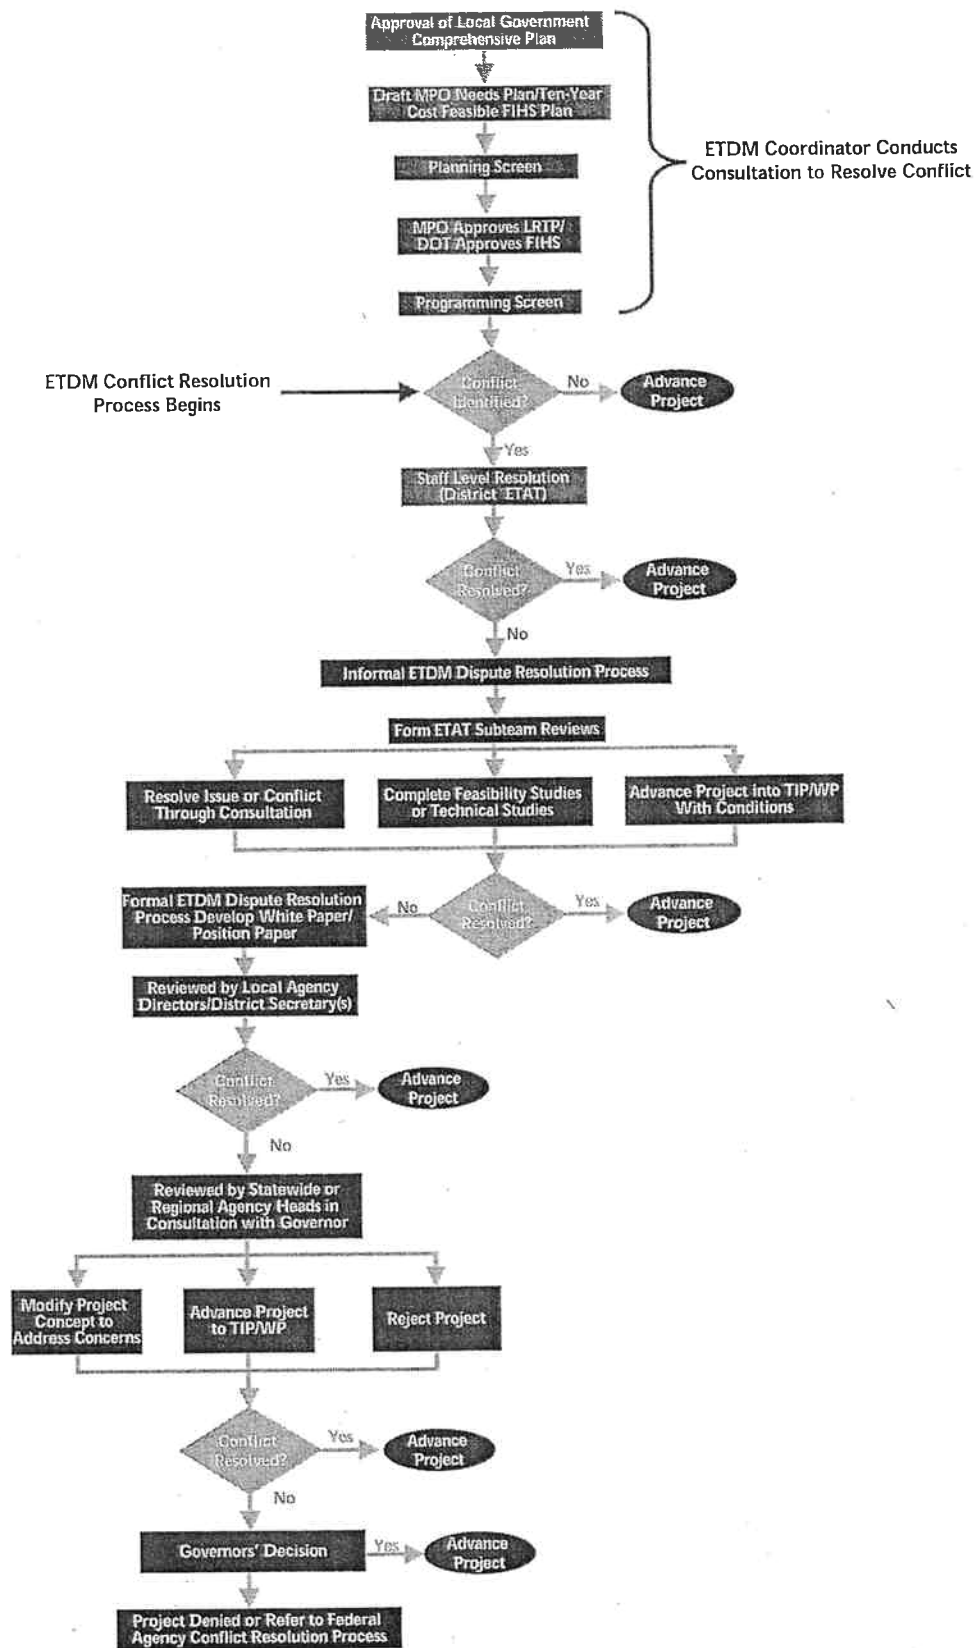 Approval of Local Government
Comprehensive Plan
Draft MPO Needs Plan/Ten-Year
Cost Feasible FIHS Plan
ETDM Coordinator Conducts
Consultation to Resolve Conflict
Planning Screen
MPO Approves LRTP/
DOT Approves FIHS
Programming Screen
ETDM Conflict Resolution
Process Begins
Conflict
Identified?
No
Advance
Project
Yes
Staff Level Resolution
(District ETAT)
Conflict
Resolved?
Yes
Advance
Project
No
Informal ETDM Dispute Resolution Process
Form ETAT Subteam Reviews
Resolve Issue or Conflict
Through Consultation
Complete Feasibility Studies
or Technical Studies
Advance Project into TIP/WP
With Conditions
Formal ETDM Dispute Resolution
Process Develop White Paper/
Position Paper
No
Conflict
Resolved?
Yes
Advance
Project
Reviewed by Local Agency
Directors/District Secretary(s)
Conflict
Resolved?
Yes
Advance
Project
No
Reviewed by Statewide or
Regional Agency Heads in
Consultation with Governor
Modify Project
Concept to
Address Concerns
Advance Project
to TIP/WP
Reject Project
Conflict
Resolved?
Yes
Advance
Project
No
Governors' Decision
Yes
Advance
Project
Project Denied or Refer to Federal
Agency Conflict Resolution Process